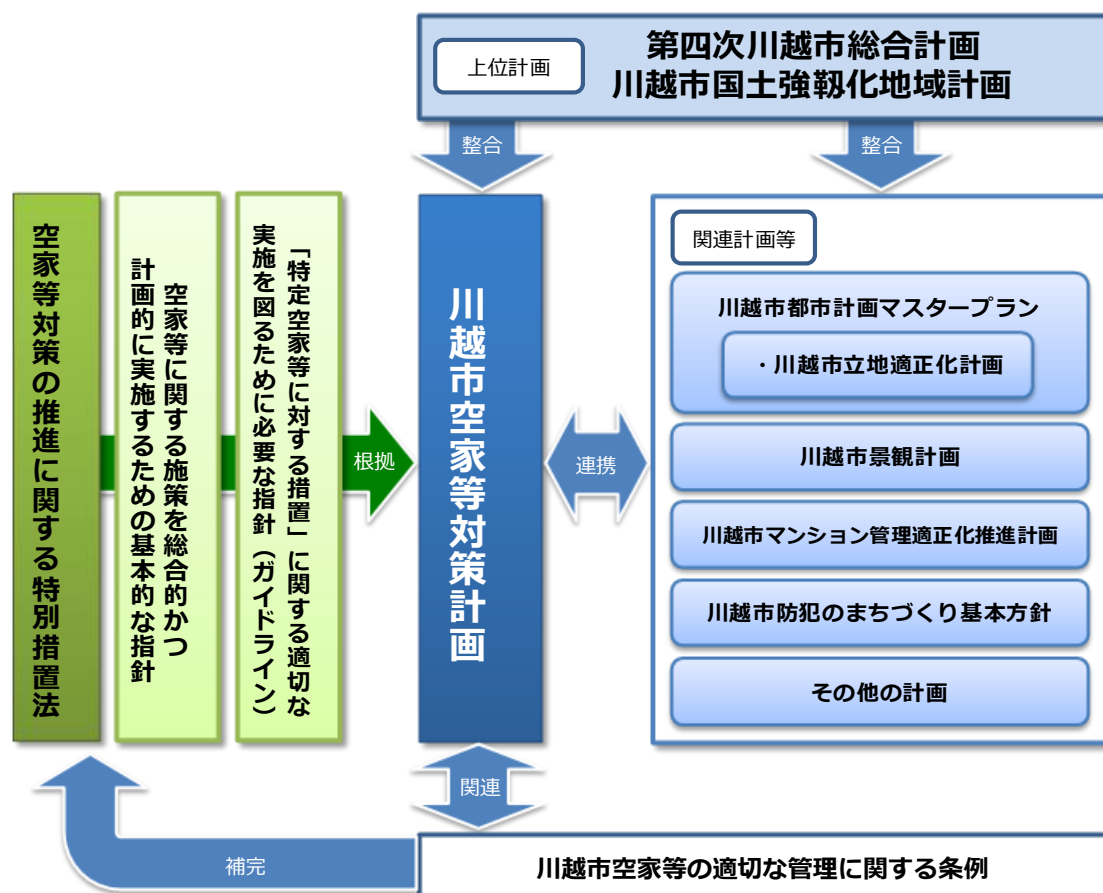 上位計画
第四次川越市総合計画
川越市国土強靱化地域計画
整合
整合
空家等対策の推進に関する特別措置法
空家等に関する施策を総合的かつ
計画的に実施するための基本的な指針
「特定空家等に対する措置」に関する適切な
実施を図るために必要な指針（ガイドライン）
根拠
川越市空家等対策計画
連携
関連計画等
川越市都市計画マスタープラン
・川越市立地適正化計画
川越市景観計画
川越市マンション管理適正化推進計画
川越市防犯のまちづくり基本方針
その他の計画
関連
補完
川越市空家等の適切な管理に関する条例